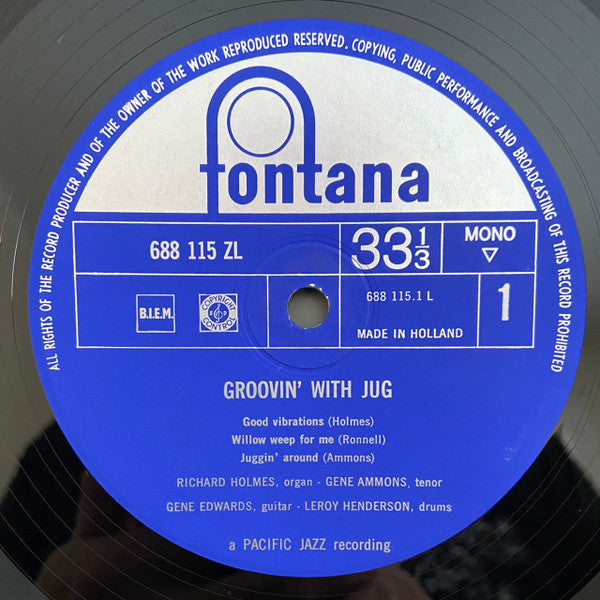 ALL RIGHTS OF THE RECORD PRODUCER AND OF THE OWNER OF THE WORK REPRODUCED RESERVED. COPYING, PUBLIC PERFORMANCE AND BROADCASTING OF THIS RECORD PROHIBITED
fontana
688 115 ZL
33 1/3
MONO
B.I.E.M.
COPYRIGHT CONTROL
688 115.1 L
1
MADE IN HOLLAND
GROOVIN' WITH JUG
Good vibrations (Holmes)
Willow weep for me (Ronnell)
Juggin' around (Ammons)
RICHARD HOLMES, organ - GENE AMMONS, tenor
GENE EDWARDS, guitar - LEROY HENDERSON, drums
a PACIFIC JAZZ recording